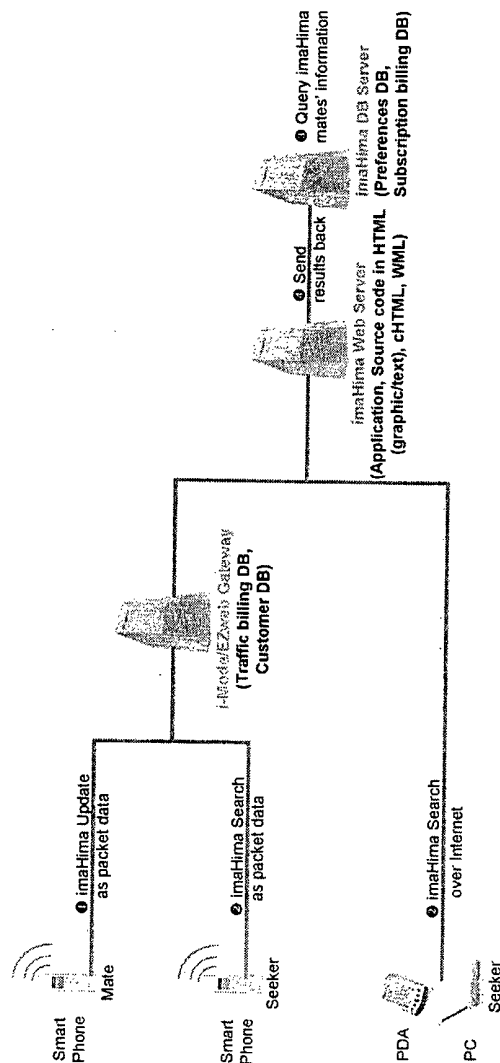 Smart
Phone
Mate
❶ imaHima Update
as packet data
Smart
Phone
Seeker
❷ imaHima Search
as packet data
PDA
PC
Seeker
❷ imaHima Search
over Internet
i-Mode/EZweb Gateway
(Traffic billing DB,
Customer DB)
imaHima Web Server
(Application, Source code in HTML
(graphic/text), cHTML, WML)
❹ Send
results back
❸ Query imaHima
mates' information
imaHima DB Server
(Preferences DB,
Subscription billing DB)